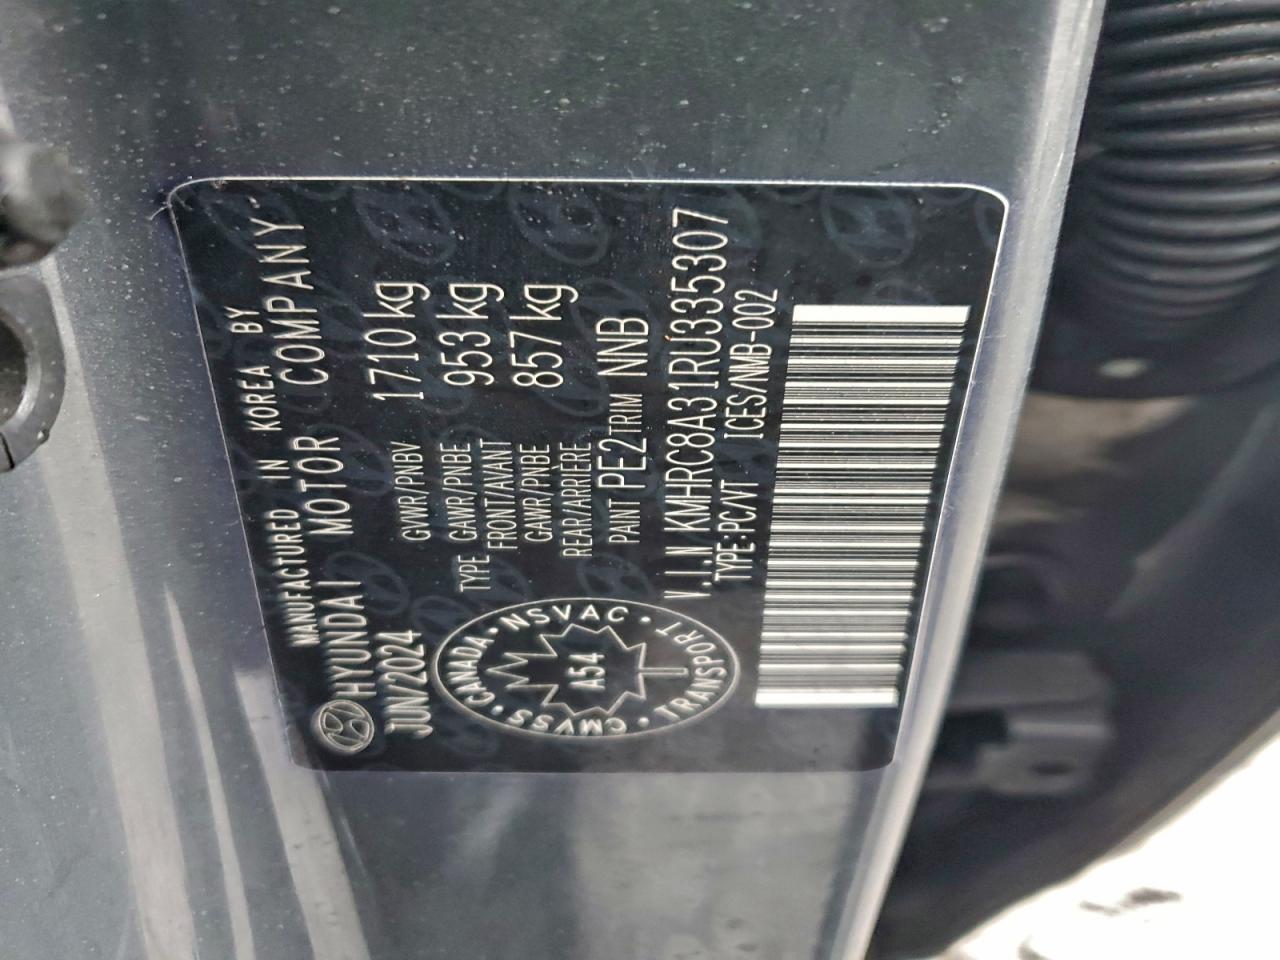 MANUFACTURED IN KOREA BY
HYUNDAI MOTOR COMPANY
JUN/2024
GVWR/PNBV 1710 kg
TYPE GAWR/PNBE FRONT/AVANT 953 kg
GAWR/PNBE REAR/ARRIÈRE 857 kg
PAINT PE2 TRIM NNB
CANADA • NSVAC • TRANSPORT • CMVSS •
A54
V.I.N KMHRC8A31RU335307
TYPE:PC/VT ICES/NMB-002